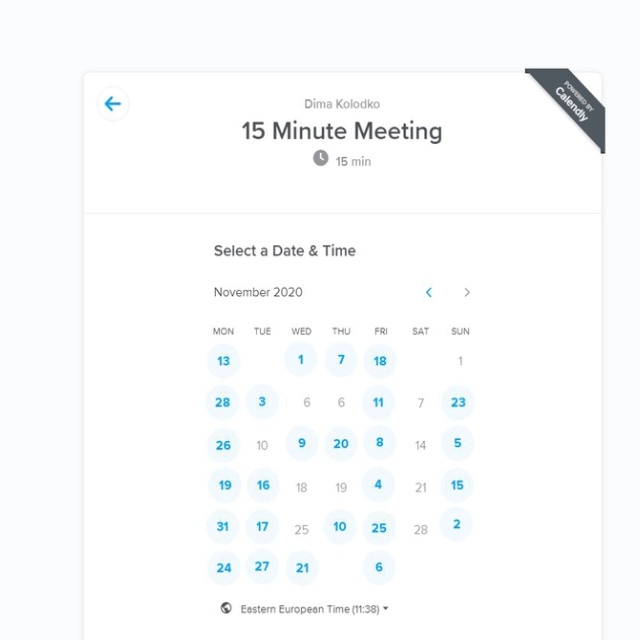 POWERED BY
Calendly
Dima Kolodko
15 Minute Meeting
15 min
Select a Date & Time
November 2020
MON TUE WED THU FRI SAT SUN
13 1 7 18 1
28 3 6 6 11 7 23
26 10 9 20 8 14 5
19 16 18 19 4 21 15
31 17 25 10 25 28 2
24 27 21 6
Eastern European Time (11:38)